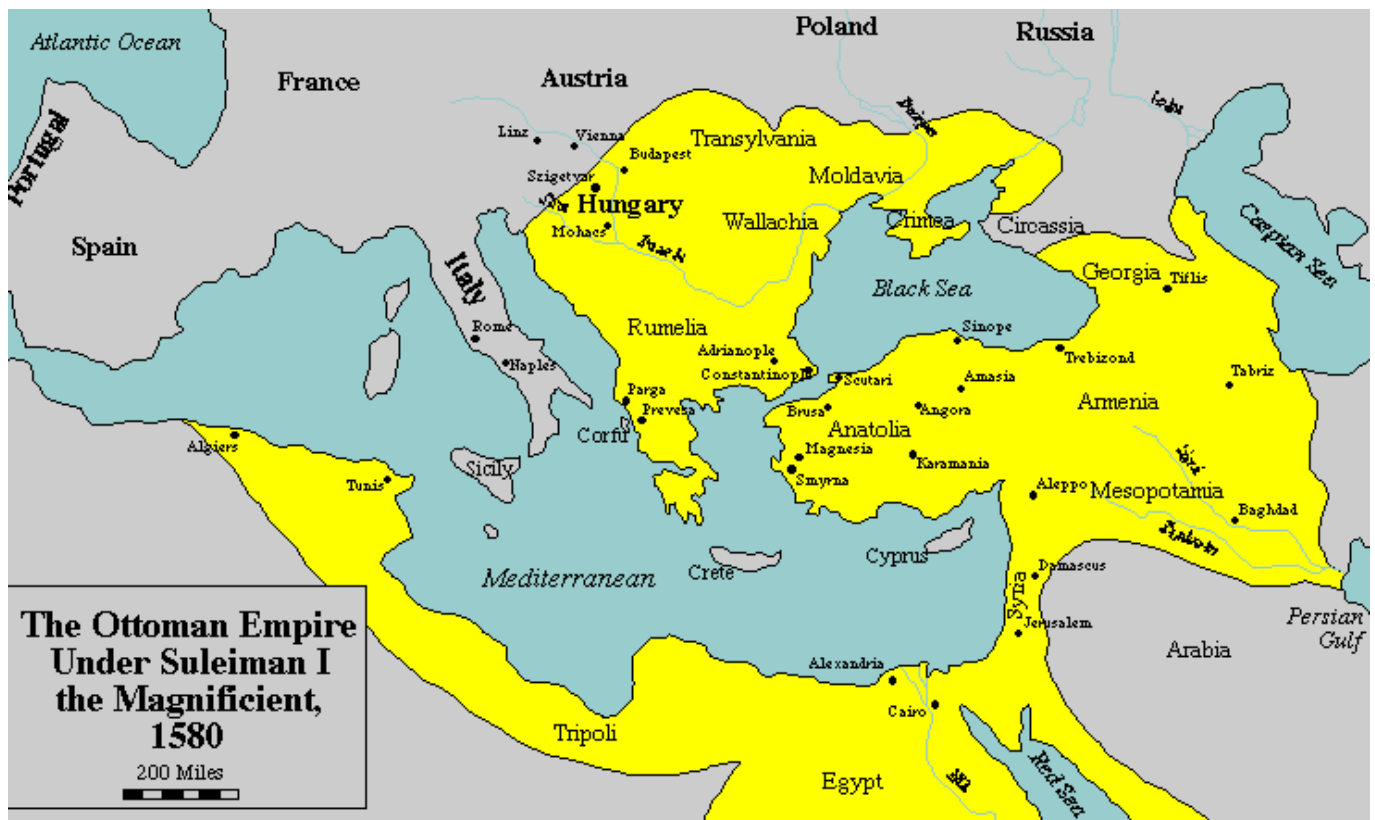 Atlantic Ocean
Poland
Russia
France
Austria
Portugal
Linz
Vienna
Transylvania
Budapest
Szigetvar
Moldavia
Hungary
Wallachia
Crimea
Circassia
Mohacs
Spain
Italy
Caspian Sea
Georgia
Tiflis
Black Sea
Rome
Rumelia
Sinope
Naples
Adrianople
Constantinople
Trebizond
Scutari
Amasia
Tabriz
Parga
Prevesa
Brusa
Angora
Armenia
Corfu
Anatolia
Algiers
Magnesia
Karamania
Sicily
Tunis
Smyrna
Aleppo
Mesopotamia
Baghdad
Cyprus
Crete
Mediterranean
Damascus
Syria
Jerusalem
Persian
Gulf
Arabia
Alexandria
Cairo
Tripoli
Egypt
Red Sea
The Ottoman Empire
Under Suleiman I
the Magnificient,
1580
200 Miles